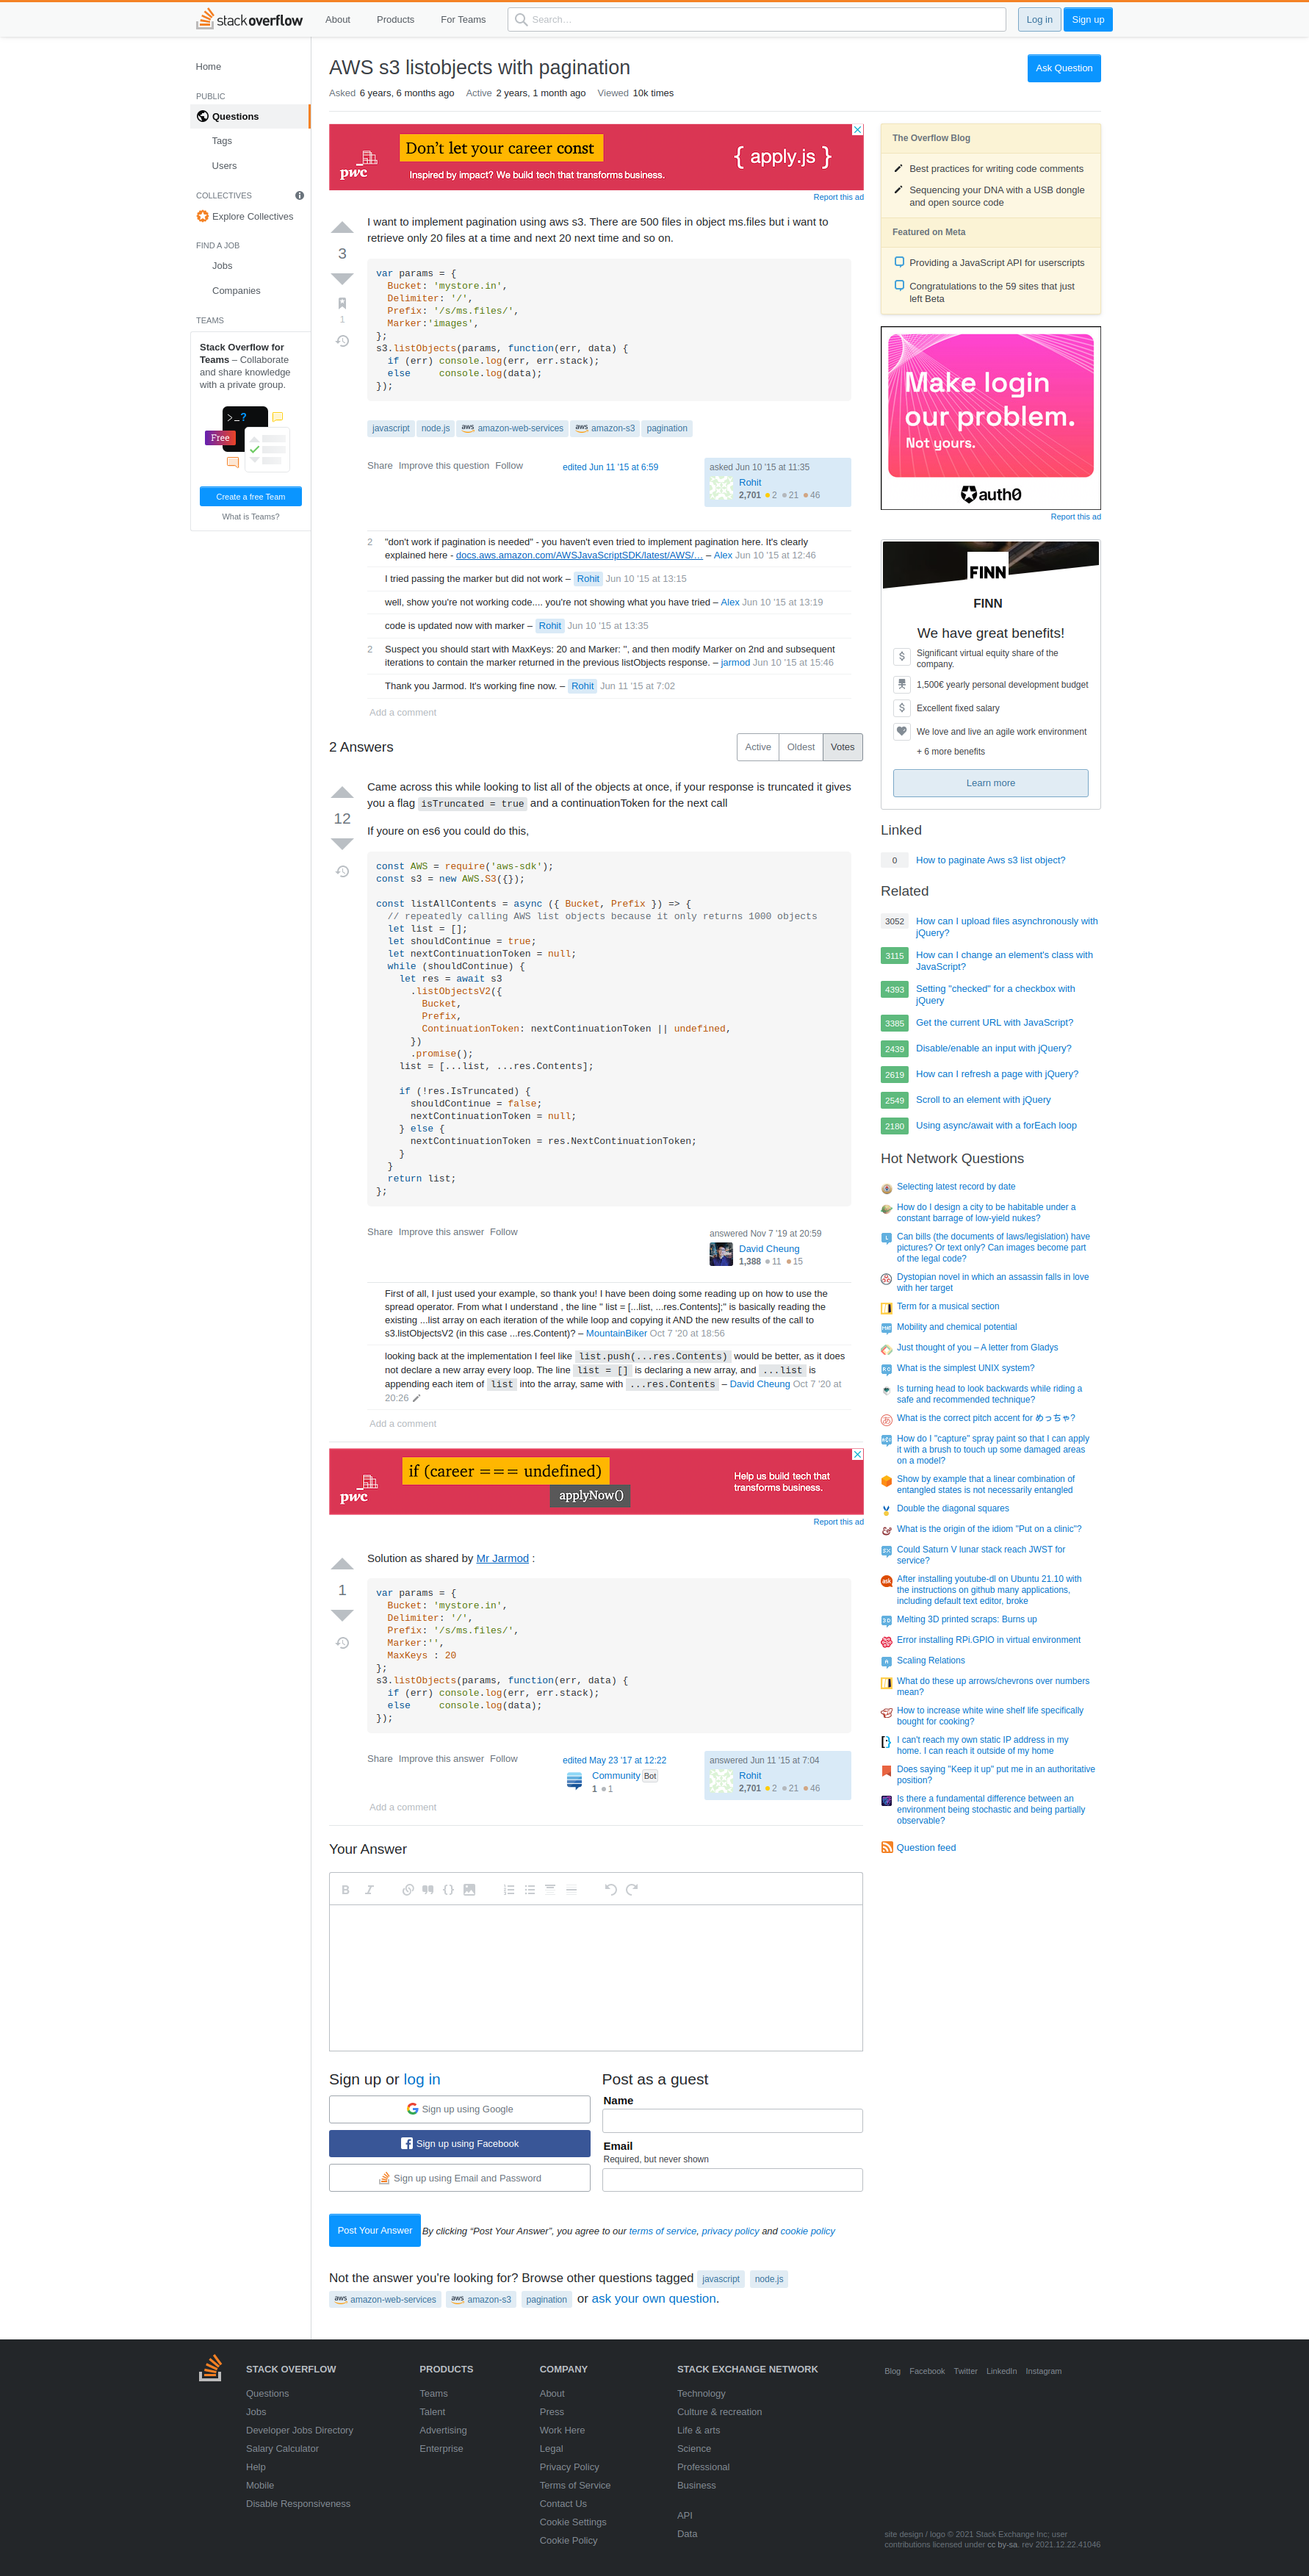 stackoverflow
About
Products
For Teams
Search…
Log in
Sign up
Home
PUBLIC
Questions
Tags
Users
COLLECTIVES
Explore Collectives
FIND A JOB
Jobs
Companies
TEAMS
Stack Overflow for
Teams – Collaborate
and share knowledge
with a private group.
>_?
Free
Create a free Team
What is Teams?
AWS s3 listobjects with pagination
Ask Question
Asked 6 years, 6 months ago Active 2 years, 1 month ago Viewed 10k times
pwc
Don't let your career const
Inspired by impact? We build tech that transforms business.
{ apply.js }
Report this ad
3
1
I want to implement pagination using aws s3. There are 500 files in object ms.files but i want to
retrieve only 20 files at a time and next 20 next time and so on.
var params = {
  Bucket: 'mystore.in',
  Delimiter: '/',
  Prefix: '/s/ms.files/',
  Marker:'images',
};
s3.listObjects(params, function(err, data) {
  if (err) console.log(err, err.stack);
  else     console.log(data);
});
javascript node.js amazon-web-services amazon-s3 pagination
Share Improve this question Follow
edited Jun 11 '15 at 6:59
asked Jun 10 '15 at 11:35
Rohit
2,701 2 21 46
2 "don't work if pagination is needed" - you haven't even tried to implement pagination here. It's clearly
explained here - docs.aws.amazon.com/AWSJavaScriptSDK/latest/AWS/… – Alex Jun 10 '15 at 12:46
I tried passing the marker but did not work – Rohit Jun 10 '15 at 13:15
well, show you're not working code.... you're not showing what you have tried – Alex Jun 10 '15 at 13:19
code is updated now with marker – Rohit Jun 10 '15 at 13:35
2 Suspect you should start with MaxKeys: 20 and Marker: '', and then modify Marker on 2nd and subsequent
iterations to contain the marker returned in the previous listObjects response. – jarmod Jun 10 '15 at 15:46
Thank you Jarmod. It's working fine now. – Rohit Jun 11 '15 at 7:02
Add a comment
2 Answers
Active Oldest Votes
12
Came across this while looking to list all of the objects at once, if your response is truncated it gives
you a flag isTruncated = true and a continuationToken for the next call
If youre on es6 you could do this,
const AWS = require('aws-sdk');
const s3 = new AWS.S3({});
const listAllContents = async ({ Bucket, Prefix }) => {
  // repeatedly calling AWS list objects because it only returns 1000 objects
  let list = [];
  let shouldContinue = true;
  let nextContinuationToken = null;
  while (shouldContinue) {
    let res = await s3
      .listObjectsV2({
        Bucket,
        Prefix,
        ContinuationToken: nextContinuationToken || undefined,
      })
      .promise();
    list = [...list, ...res.Contents];
    if (!res.IsTruncated) {
      shouldContinue = false;
      nextContinuationToken = null;
    } else {
      nextContinuationToken = res.NextContinuationToken;
    }
  }
  return list;
};
Share Improve this answer Follow
answered Nov 7 '19 at 20:59
David Cheung
1,388 11 15
First of all, I just used your example, so thank you! I have been doing some reading up on how to use the
spread operator. From what I understand , the line " list = [...list, ...res.Contents];" is basically reading the
existing ...list array on each iteration of the while loop and copying it AND the new results of the call to
s3.listObjectsV2 (in this case ...res.Content)? – MountainBiker Oct 7 '20 at 18:56
looking back at the implementation I feel like list.push(...res.Contents) would be better, as it does
not declare a new array every loop. The line list = [] is declaring a new array, and ...list is
appending each item of list into the array, same with ...res.Contents – David Cheung Oct 7 '20 at
20:26
Add a comment
pwc
if (career === undefined)
applyNow()
Help us build tech that
transforms business.
Report this ad
1
Solution as shared by Mr Jarmod :
var params = {
  Bucket: 'mystore.in',
  Delimiter: '/',
  Prefix: '/s/ms.files/',
  Marker:'',
  MaxKeys : 20
};
s3.listObjects(params, function(err, data) {
  if (err) console.log(err, err.stack);
  else     console.log(data);
});
Share Improve this answer Follow
edited May 23 '17 at 12:22
Community Bot
1 1
answered Jun 11 '15 at 7:04
Rohit
2,701 2 21 46
Add a comment
Your Answer
B I
Sign up or log in
Sign up using Google
Sign up using Facebook
Sign up using Email and Password
Post as a guest
Name
Email
Required, but never shown
Post Your Answer
By clicking “Post Your Answer”, you agree to our terms of service, privacy policy and cookie policy
Not the answer you're looking for? Browse other questions tagged javascript node.js
amazon-web-services amazon-s3 pagination or ask your own question.
The Overflow Blog
Best practices for writing code comments
Sequencing your DNA with a USB dongle
and open source code
Featured on Meta
Providing a JavaScript API for userscripts
Congratulations to the 59 sites that just
left Beta
Make login
our problem.
Not yours.
auth0
Report this ad
FINN
FINN
We have great benefits!
Significant virtual equity share of the
company.
1,500€ yearly personal development budget
Excellent fixed salary
We love and live an agile work environment
+ 6 more benefits
Learn more
Linked
0 How to paginate Aws s3 list object?
Related
3052 How can I upload files asynchronously with
jQuery?
3115 How can I change an element's class with
JavaScript?
4393 Setting "checked" for a checkbox with
jQuery
3385 Get the current URL with JavaScript?
2439 Disable/enable an input with jQuery?
2619 How can I refresh a page with jQuery?
2549 Scroll to an element with jQuery
2180 Using async/await with a forEach loop
Hot Network Questions
Selecting latest record by date
How do I design a city to be habitable under a
constant barrage of low-yield nukes?
Can bills (the documents of laws/legislation) have
pictures? Or text only? Can images become part
of the legal code?
Dystopian novel in which an assassin falls in love
with her target
Term for a musical section
Mobility and chemical potential
Just thought of you – A letter from Gladys
What is the simplest UNIX system?
Is turning head to look backwards while riding a
safe and recommended technique?
What is the correct pitch accent for めっちゃ?
How do I "capture" spray paint so that I can apply
it with a brush to touch up some damaged areas
on a model?
Show by example that a linear combination of
entangled states is not necessarily entangled
Double the diagonal squares
What is the origin of the idiom "Put on a clinic"?
Could Saturn V lunar stack reach JWST for
service?
After installing youtube-dl on Ubuntu 21.10 with
the instructions on github many applications,
including default text editor, broke
Melting 3D printed scraps: Burns up
Error installing RPi.GPIO in virtual environment
Scaling Relations
What do these up arrows/chevrons over numbers
mean?
How to increase white wine shelf life specifically
bought for cooking?
I can't reach my own static IP address in my
home. I can reach it outside of my home
Does saying "Keep it up" put me in an authoritative
position?
Is there a fundamental difference between an
environment being stochastic and being partially
observable?
Question feed
STACK OVERFLOW
Questions
Jobs
Developer Jobs Directory
Salary Calculator
Help
Mobile
Disable Responsiveness
PRODUCTS
Teams
Talent
Advertising
Enterprise
COMPANY
About
Press
Work Here
Legal
Privacy Policy
Terms of Service
Contact Us
Cookie Settings
Cookie Policy
STACK EXCHANGE NETWORK
Technology
Culture & recreation
Life & arts
Science
Professional
Business
API
Data
Blog Facebook Twitter LinkedIn Instagram
site design / logo © 2021 Stack Exchange Inc; user
contributions licensed under cc by-sa. rev 2021.12.22.41046